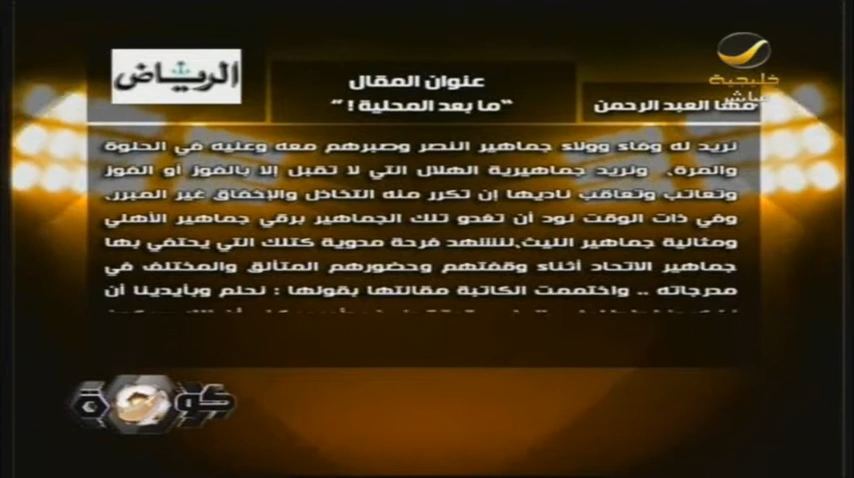 الرياض
خليجية
مباشر
عنوان المقال
"ما بعد المحلية ! "
مها العبد الرحمن
نريد له وفاء وولاء جماهير النصر وصبرهم معه وعليه في الحلوة
والمرة، ونريد جماهيرية الهلال التي لا تقبل إلا بالفوز أو الفوز
وتعاتب وتعاقب ناديها إن تكرر منه التخاذل والإخفاق غير المبرر،
وفي ذات الوقت نود أن تغدو تلك الجماهير برقي جماهير الأهلي
ومثالية جماهير الليث،لنشهد فرحة مدوية كتلك التي يحتفي بها
جماهير الاتحاد أثناء وقفتهم وحضورهم المتألق والمختلف في
مدرجاته .. واختممت الكاتبة مقالتها بقولها : نحلم وبأيدينا أن
كورة